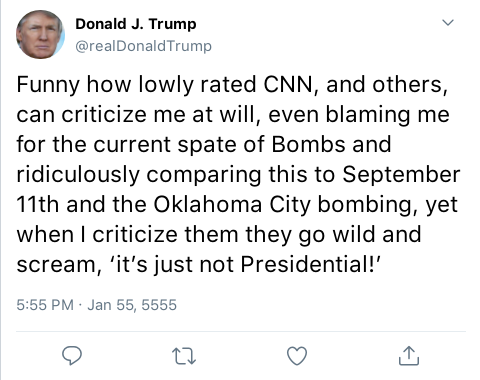 Donald J. Trump
@realDonaldTrump
Funny how lowly rated CNN, and others,
can criticize me at will, even blaming me
for the current spate of Bombs and
ridiculously comparing this to September
11th and the Oklahoma City bombing, yet
when I criticize them they go wild and
scream, ‘it’s just not Presidential!’
5:55 PM · Jan 55, 5555